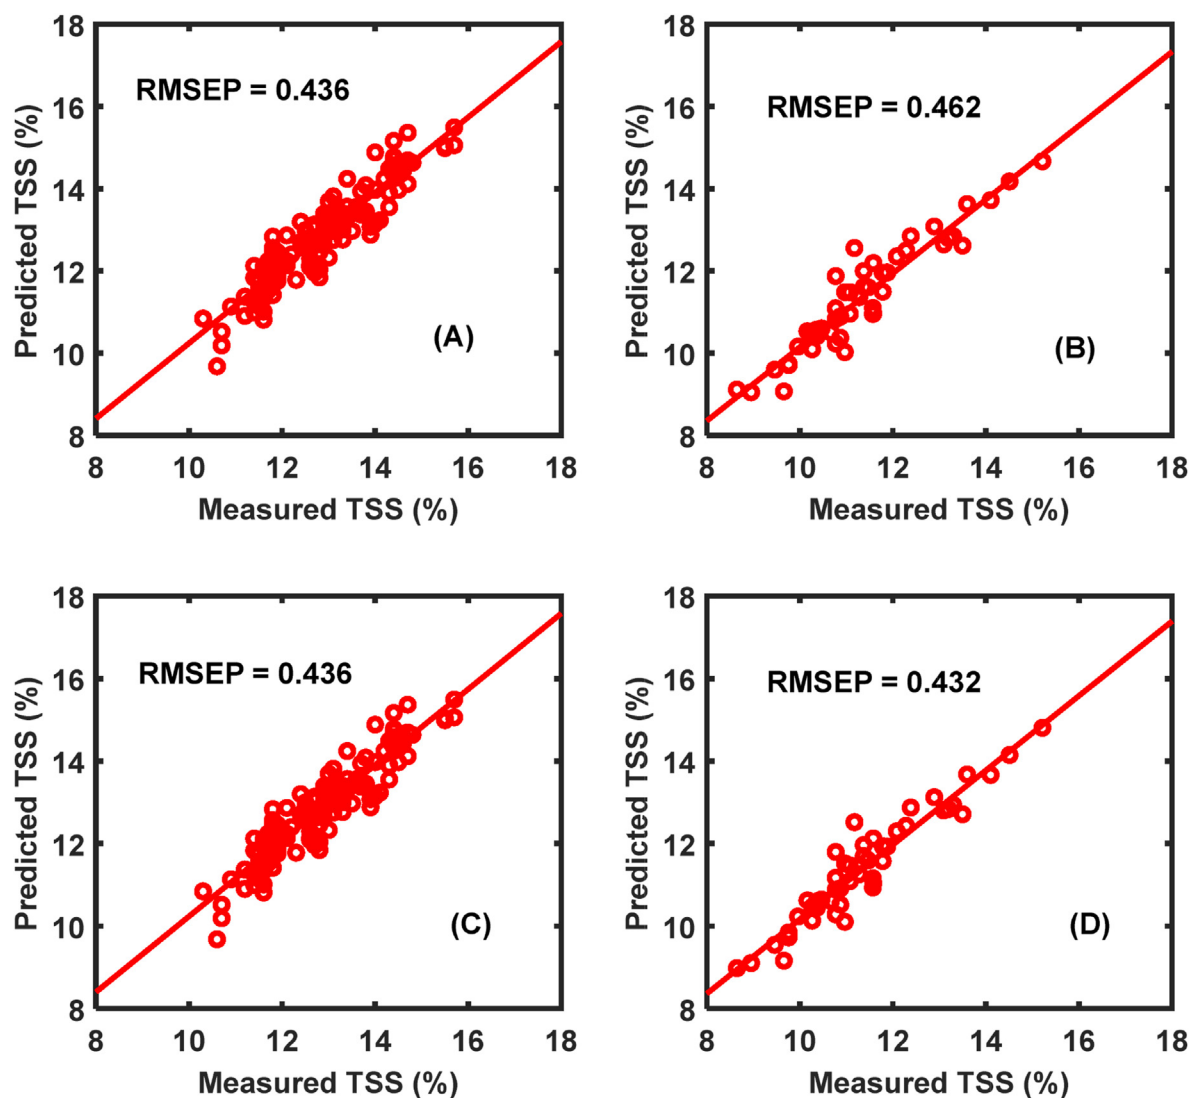 18
16
14
12
10
8
Predicted TSS (%)
RMSEP = 0.436
(A)
8 10 12 14 16 18
Measured TSS (%)
18
16
14
12
10
8
Predicted TSS (%)
RMSEP = 0.462
(B)
8 10 12 14 16 18
Measured TSS (%)
18
16
14
12
10
8
Predicted TSS (%)
RMSEP = 0.436
(C)
8 10 12 14 16 18
Measured TSS (%)
18
16
14
12
10
8
Predicted TSS (%)
RMSEP = 0.432
(D)
8 10 12 14 16 18
Measured TSS (%)